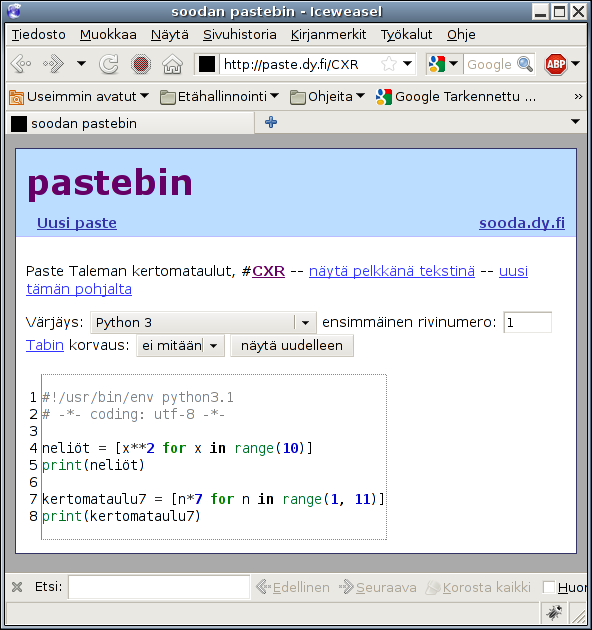 soodan pastebin - Iceweasel
Tiedosto Muokkaa Näytä Sivuhistoria Kirjanmerkit Työkalut Ohje
http://paste.dy.fi/CXR Google ABP
Useimmin avatut Etähallinnointi Ohjeita Google Tarkennettu ... »
soodan pastebin
pastebin
Uusi paste sooda.dy.fi
Paste Taleman kertomataulut, #CXR -- näytä pelkkänä tekstinä -- uusi
tämän pohjalta
Värjäys: Python 3 ensimmäinen rivinumero: 1
Tabin korvaus: ei mitään näytä uudelleen
1 #!/usr/bin/env python3.1
2 # -*- coding: utf-8 -*-
3
4 neliöt = [x**2 for x in range(10)]
5 print(neliöt)
6
7 kertomataulu7 = [n*7 for n in range(1, 11)]
8 print(kertomataulu7)
Etsi: Edellinen Seuraava Korosta kaikki Huor